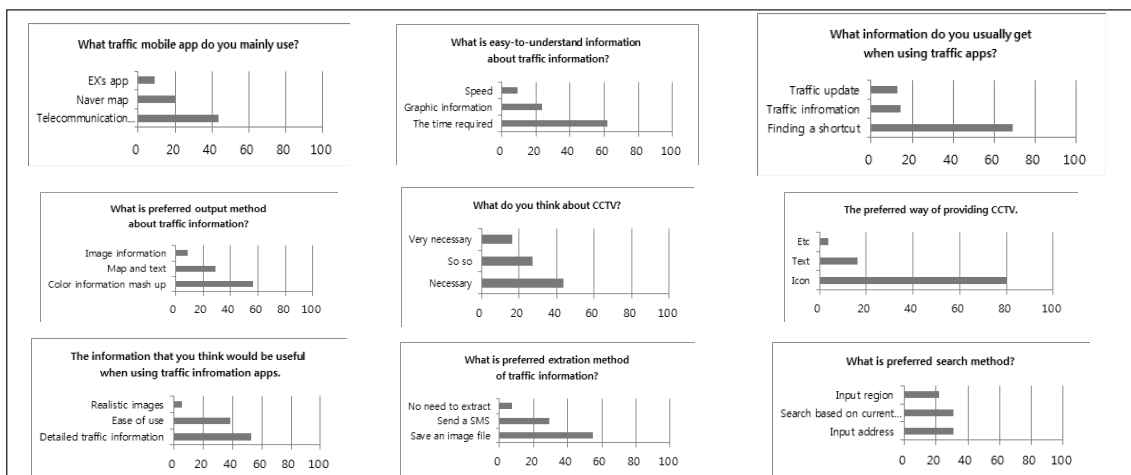 What traffic mobile app do you mainly use?
EX's app
Naver map
Telecommunication...
0 20 40 60 80 100
What is easy-to-understand information
about traffic information?
Speed
Graphic information
The time required
0 20 40 60 80 100
What information do you usually get
when using traffic apps?
Traffic update
Traffic infromation
Finding a shortcut
0 20 40 60 80 100
What is preferred output method
about traffic information?
Image information
Map and text
Color information mash up
0 20 40 60 80 100
What do you think about CCTV?
Very necessary
So so
Necessary
0 20 40 60 80 100
The preferred way of providing CCTV.
Etc
Text
Icon
0 20 40 60 80 100
The information that you think would be useful
when using traffic infromation apps.
Realistic images
Ease of use
Detailed traffic information
0 20 40 60 80 100
What is preferred extration method
of traffic information?
No need to extract
Send a SMS
Save an image file
0 20 40 60 80 100
What is preferred search method?
Input region
Search based on current...
Input address
0 20 40 60 80 100